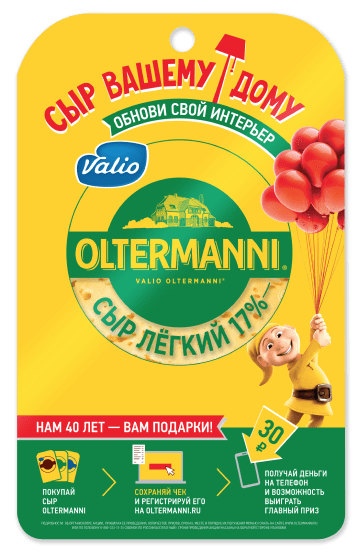 СЫР ВАШЕМУ ДОМУ
ОБНОВИ СВОЙ ИНТЕРЬЕР
Valio
OLTERMANNI®
VALIO OLTERMANNI®
СЫР ЛЁГКИЙ 17%
НАМ 40 ЛЕТ — ВАМ ПОДАРКИ!
30 ₽
ПОКУПАЙ
СЫР
OLTERMANNI
СОХРАНЯЙ ЧЕК
И РЕГИСТРИРУЙ ЕГО
НА OLTERMANNI.RU
ПОЛУЧАЙ ДЕНЬГИ
НА ТЕЛЕФОН
И ВОЗМОЖНОСТЬ
ВЫИГРАТЬ
ГЛАВНЫЙ ПРИЗ